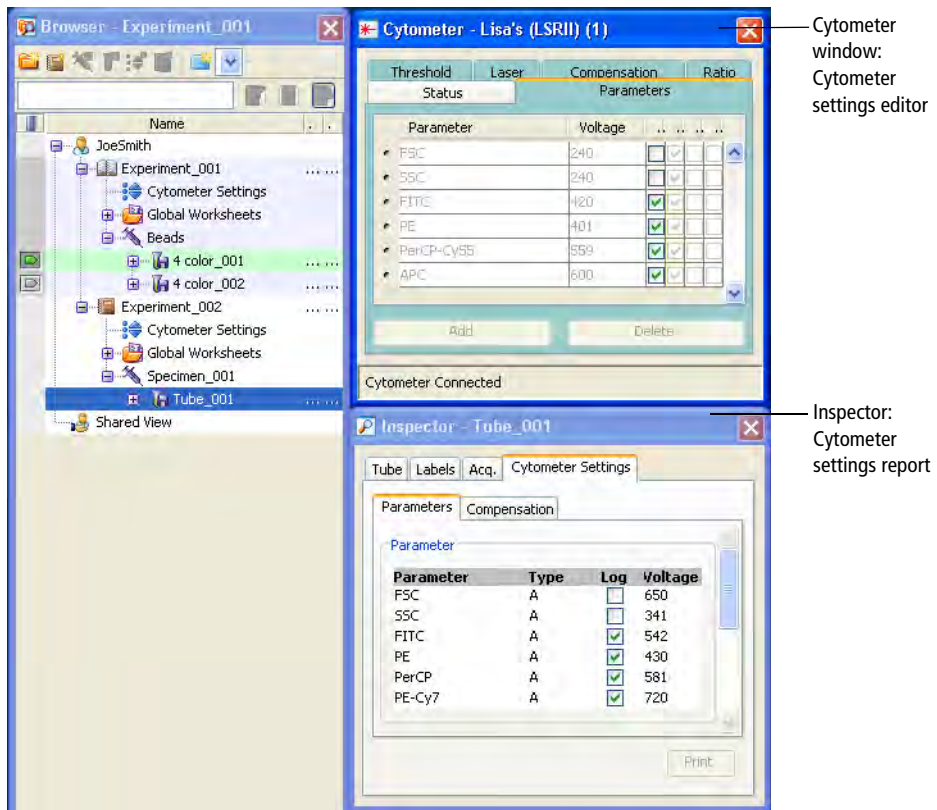 Browser - Experiment_001
Name . .
JoeSmith
Experiment_001 ... ...
Cytometer Settings
Global Worksheets
Beads
4 color_001 ... ...
4 color_002 ... ...
Experiment_002 ... ...
Cytometer Settings
Global Worksheets
Specimen_001
Tube_001 ... ...
Shared View
Cytometer - Lisa's (LSRII) (1)
Threshold Laser Compensation Ratio
Status Parameters
Parameter Voltage .. .. .. ..
• FSC 240
• SSC 240
• FITC 420
• PE 401
• PerCP-Cy55 559
• APC 600
Add Delete
Cytometer Connected
Cytometer
window:
Cytometer
settings editor
Inspector - Tube_001
Tube Labels Acq. Cytometer Settings
Parameters Compensation
Parameter
Parameter Type Log Voltage
FSC A 650
SSC A 341
FITC A 542
PE A 430
PerCP A 581
PE-Cy7 A 720
Print
Inspector:
Cytometer
settings report